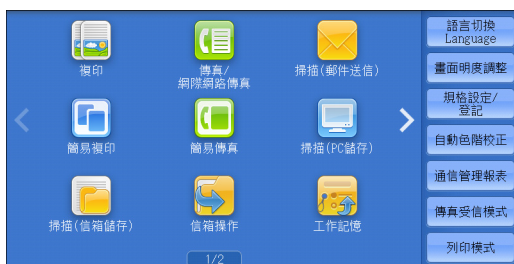 複印
傳真/
網際網路傳真
掃描(郵件送信)
簡易複印
簡易傳真
掃描(PC儲存)
掃描(信箱儲存)
信箱操作
工作記憶
1/2
語言切換
Language
畫面明度調整
規格設定/
登記
自動色階校正
通信管理報表
傳真受信模式
列印模式